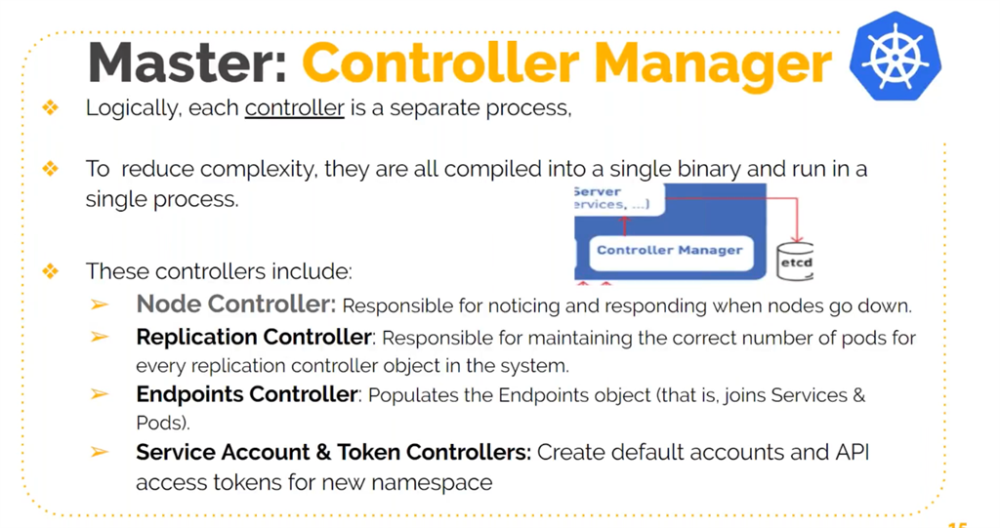 Master: Controller Manager
Logically, each controller is a separate process,
To reduce complexity, they are all compiled into a single binary and run in a
single process.
Server
ervices, ...)
Controller Manager
etcd
These controllers include:
Node Controller: Responsible for noticing and responding when nodes go down.
Replication Controller: Responsible for maintaining the correct number of pods for
every replication controller object in the system.
Endpoints Controller: Populates the Endpoints object (that is, joins Services &
Pods).
Service Account & Token Controllers: Create default accounts and API
access tokens for new namespace
15